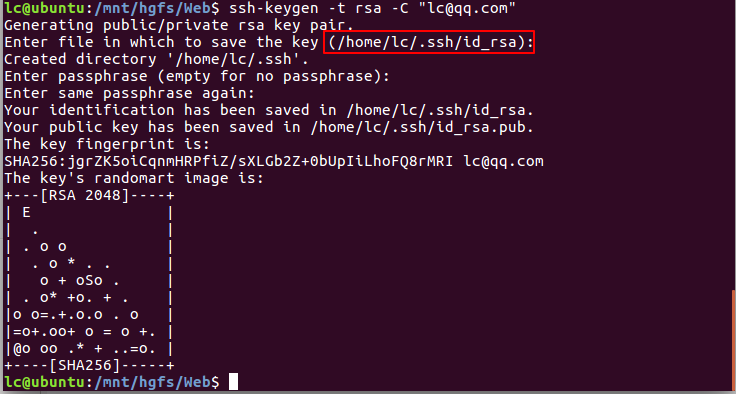 lc@ubuntu:/mnt/hgfs/Web$ ssh-keygen -t rsa -C "lc@qq.com"
Generating public/private rsa key pair.
Enter file in which to save the key (/home/lc/.ssh/id_rsa):
Created directory '/home/lc/.ssh'.
Enter passphrase (empty for no passphrase):
Enter same passphrase again:
Your identification has been saved in /home/lc/.ssh/id_rsa.
Your public key has been saved in /home/lc/.ssh/id_rsa.pub.
The key fingerprint is:
SHA256:jgrZK5oiCqnmHRPfiZ/sXLGb2Z+0bUpIiLhoFQ8rMRI lc@qq.com
The key's randomart image is:
+---[RSA 2048]----+
| E               |
|  .              |
| . o o           |
|  . o * . .      |
|   o + oSo .     |
| . o* +o. + .    |
|o o=.+.o.o . o   |
|=o+.oo+ o = o +. |
|@o oo .* + ..=o. |
+----[SHA256]-----+
lc@ubuntu:/mnt/hgfs/Web$